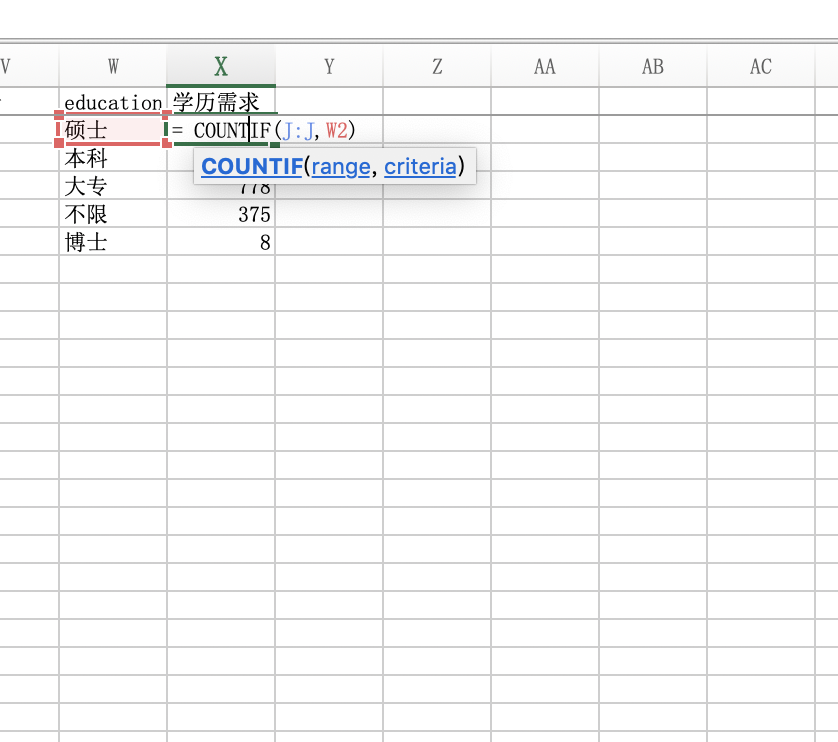 V W X Y Z AA AB AC
education 学历需求
硕士 = COUNTIF(J:J,W2)
本科
COUNTIF(range, criteria)
大专 778
不限 375
博士 8